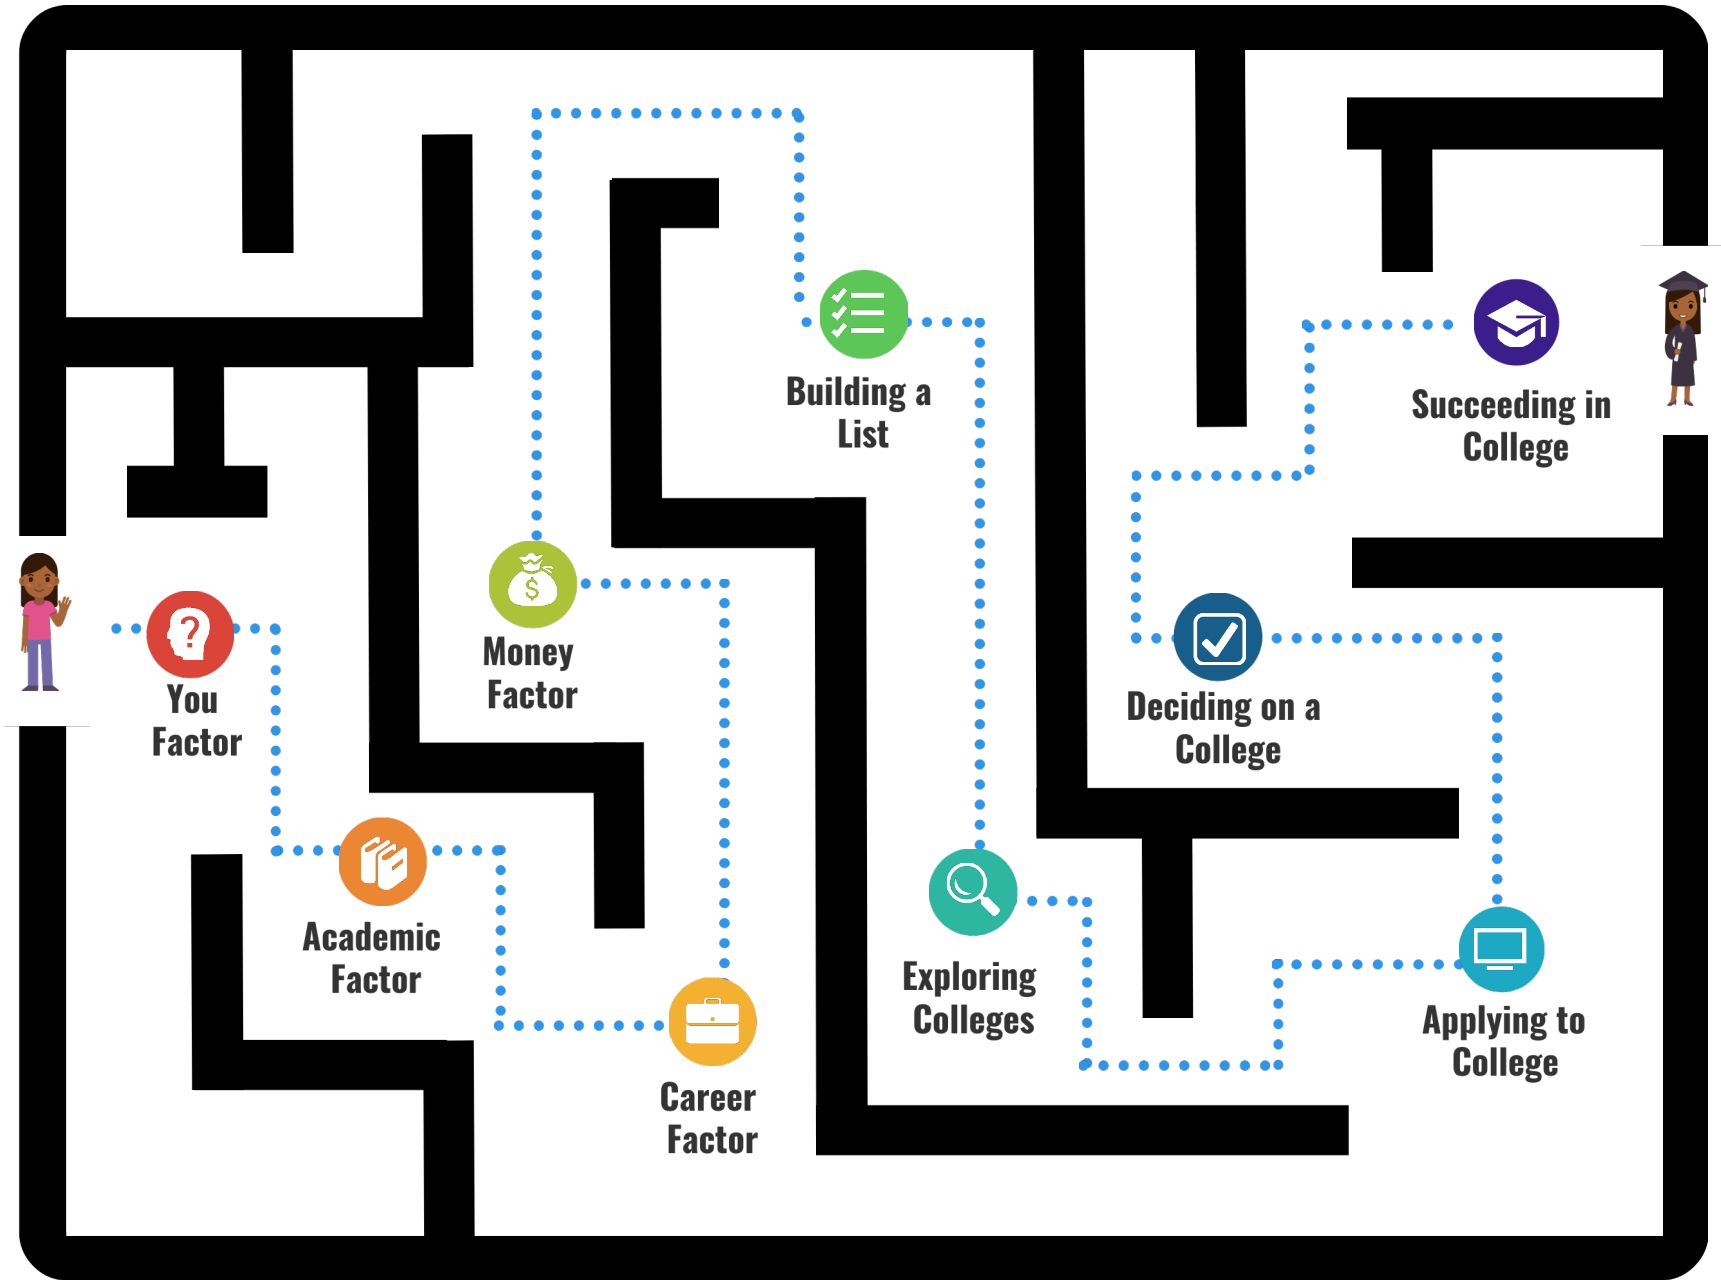 You
Factor
Academic
Factor
Career
Factor
Money
Factor
$
Building a
List
Exploring
Colleges
Applying to
College
Deciding on a
College
Succeeding in
College
?